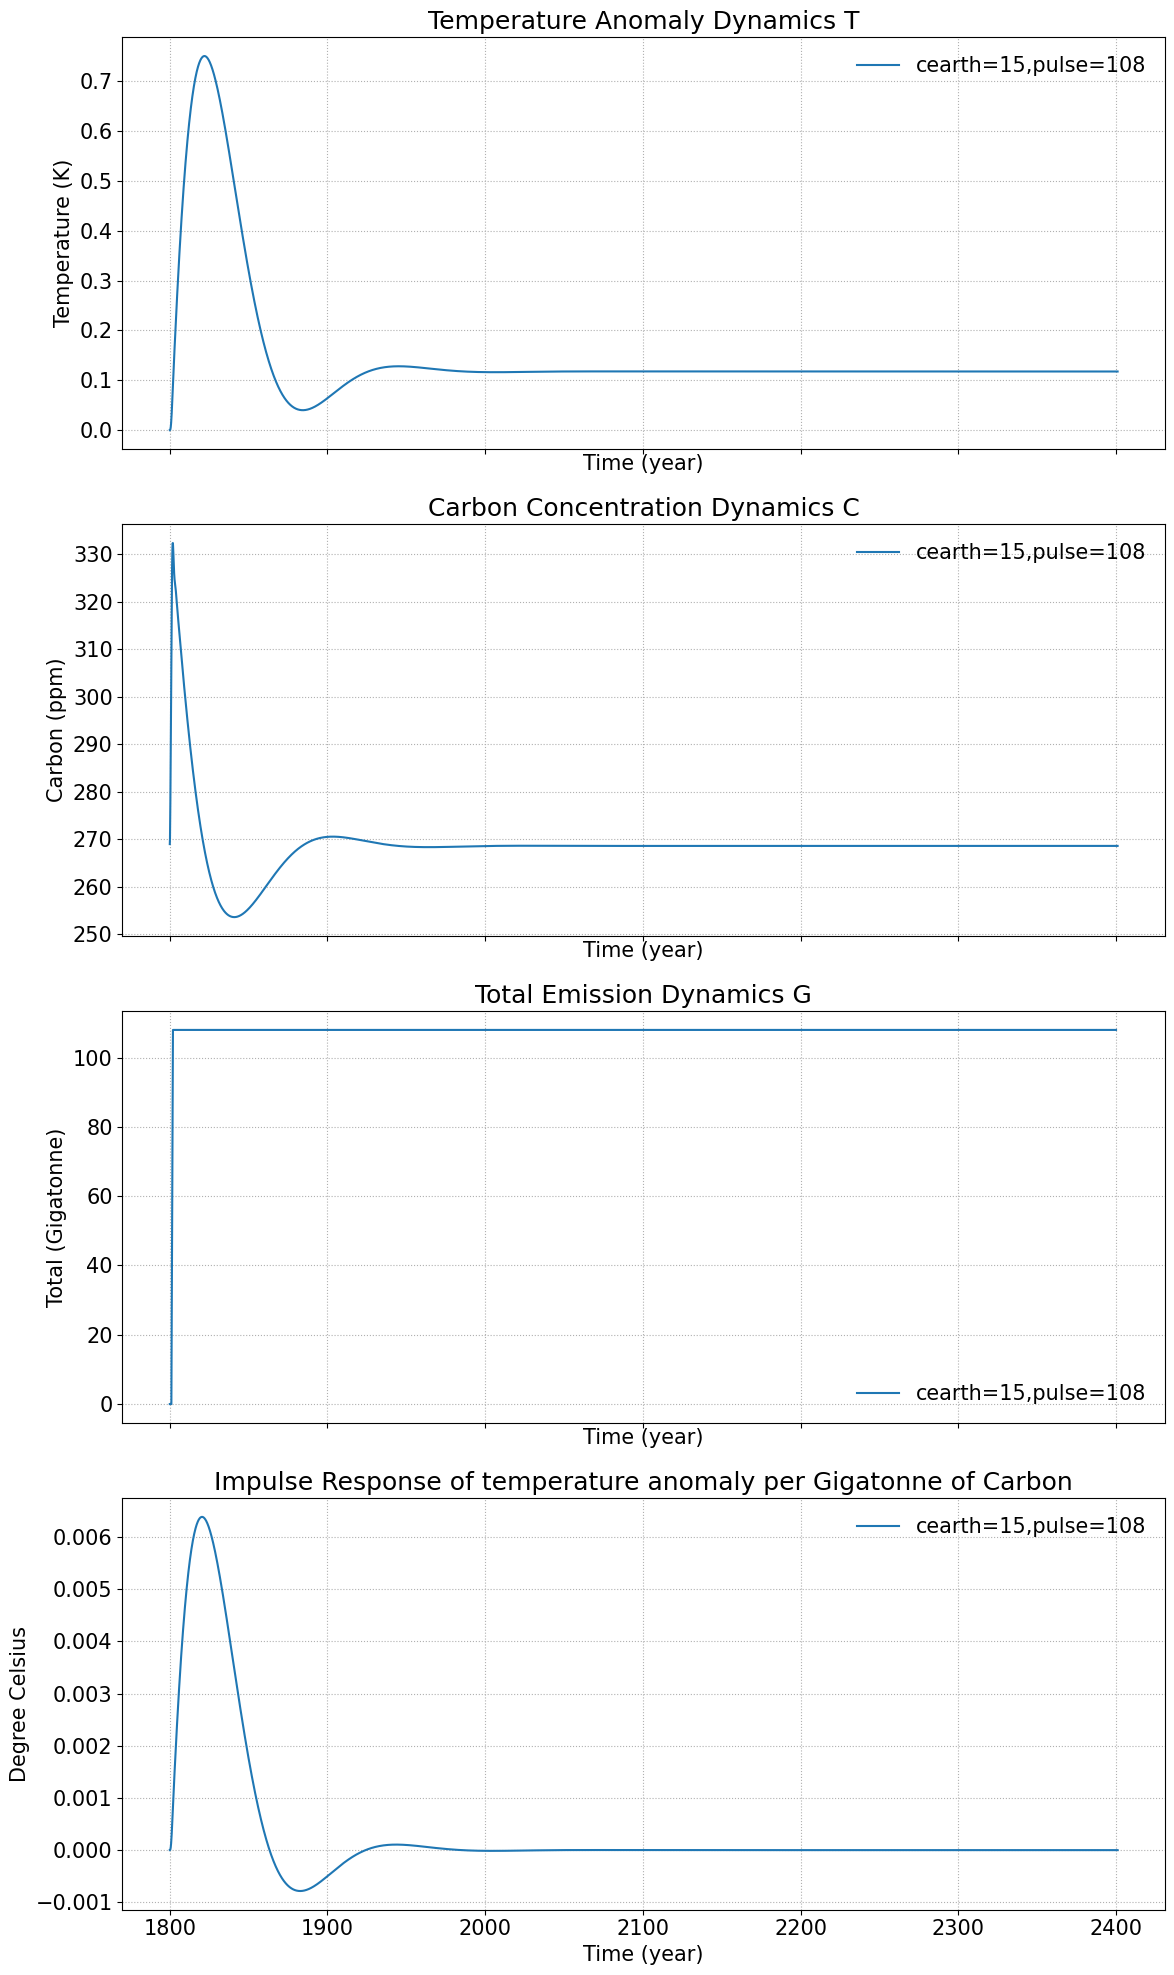 Temperature Anomaly Dynamics T
cearth=15,pulse=108
Temperature (K)
0.7
0.6
0.5
0.4
0.3
0.2
0.1
0.0
Time (year)
Carbon Concentration Dynamics C
cearth=15,pulse=108
Carbon (ppm)
330
320
310
300
290
280
270
260
250
Time (year)
Total Emission Dynamics G
Total (Gigatonne)
100
80
60
40
20
0
cearth=15,pulse=108
Time (year)
Impulse Response of temperature anomaly per Gigatonne of Carbon
cearth=15,pulse=108
Degree Celsius
0.006
0.005
0.004
0.003
0.002
0.001
0.000
−0.001
1800 1900 2000 2100 2200 2300 2400
Time (year)